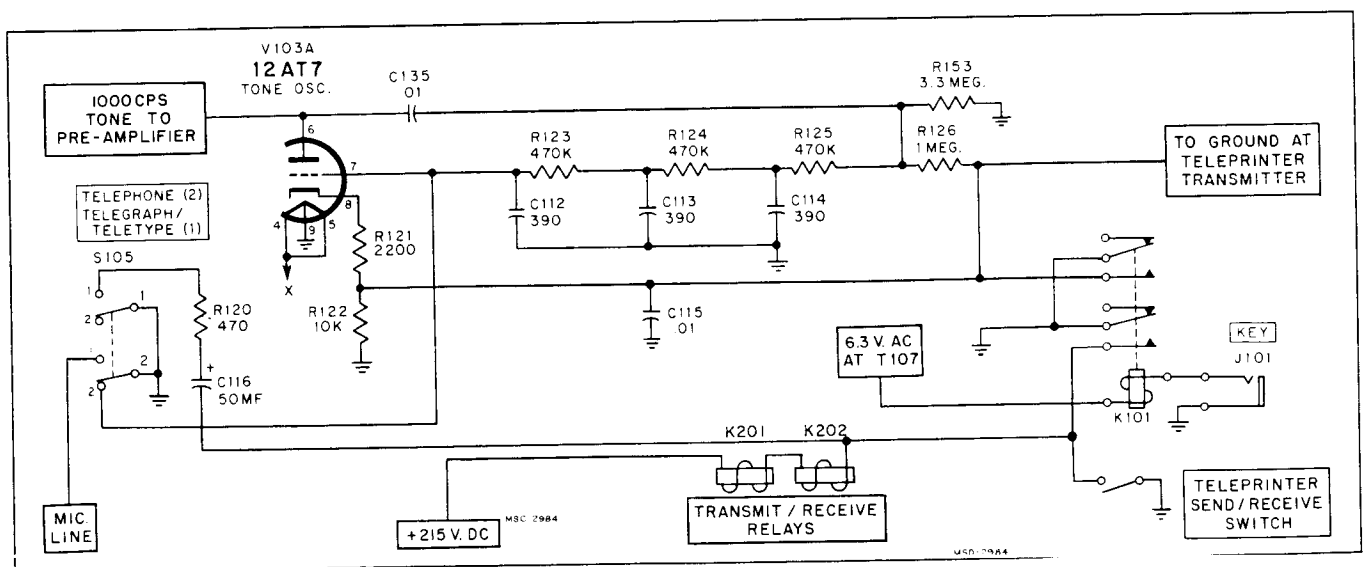 V103A
12AT7
TONE OSC.
1000CPS
TONE TO
PRE-AMPLIFIER
C135
01
R153
3.3 MEG.
R123
470K
R124
470K
R125
470K
R126
1 MEG.
TO GROUND AT
TELEPRINTER
TRANSMITTER
6
7
8
4
9
5
X
C112
390
C113
390
C114
390
TELEPHONE (2)
TELEGRAPH/
TELETYPE (1)
S105
1
1
2
2
2
R120
470
+
C116
50MF
R121
2200
R122
10K
C115
.01
6.3 V. AC
AT T107
KEY
J101
K101
K201
K202
TRANSMIT / RECEIVE
RELAYS
TELEPRINTER
SEND/RECEIVE
SWITCH
MIC.
LINE
+215 V. DC
MSC 2984
MSD-2984